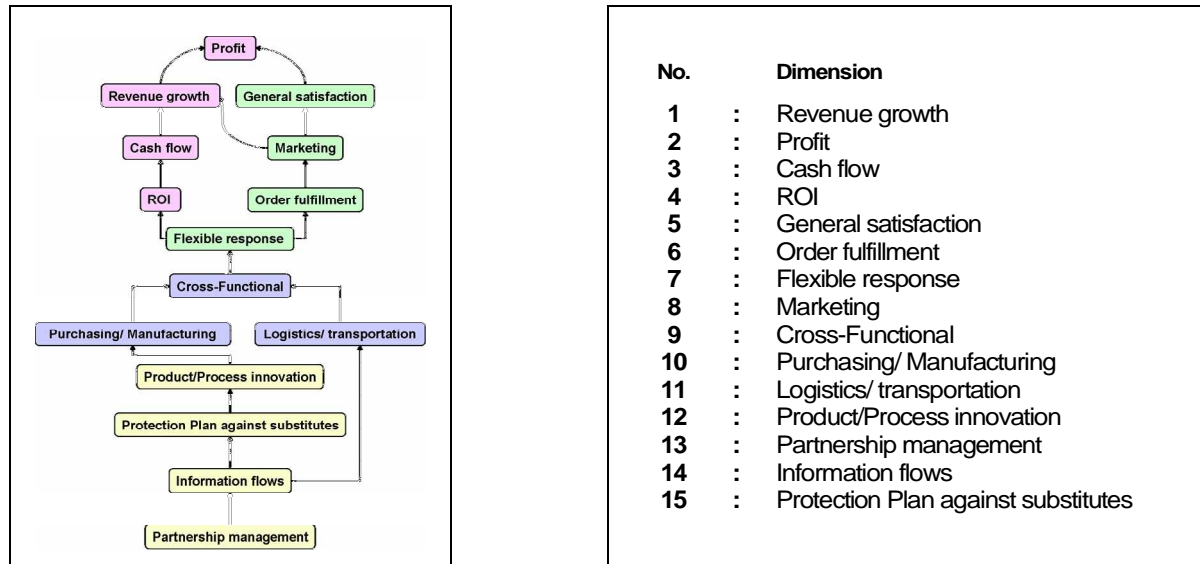 Profit
Revenue growth
General satisfaction
Cash flow
Marketing
ROI
Order fulfillment
Flexible response
Cross-Functional
Purchasing/ Manufacturing
Logistics/ transportation
Product/Process innovation
Protection Plan against substitutes
Information flows
Partnership management
No. Dimension
1 : Revenue growth
2 : Profit
3 : Cash flow
4 : ROI
5 : General satisfaction
6 : Order fulfillment
7 : Flexible response
8 : Marketing
9 : Cross-Functional
10 : Purchasing/ Manufacturing
11 : Logistics/ transportation
12 : Product/Process innovation
13 : Partnership management
14 : Information flows
15 : Protection Plan against substitutes